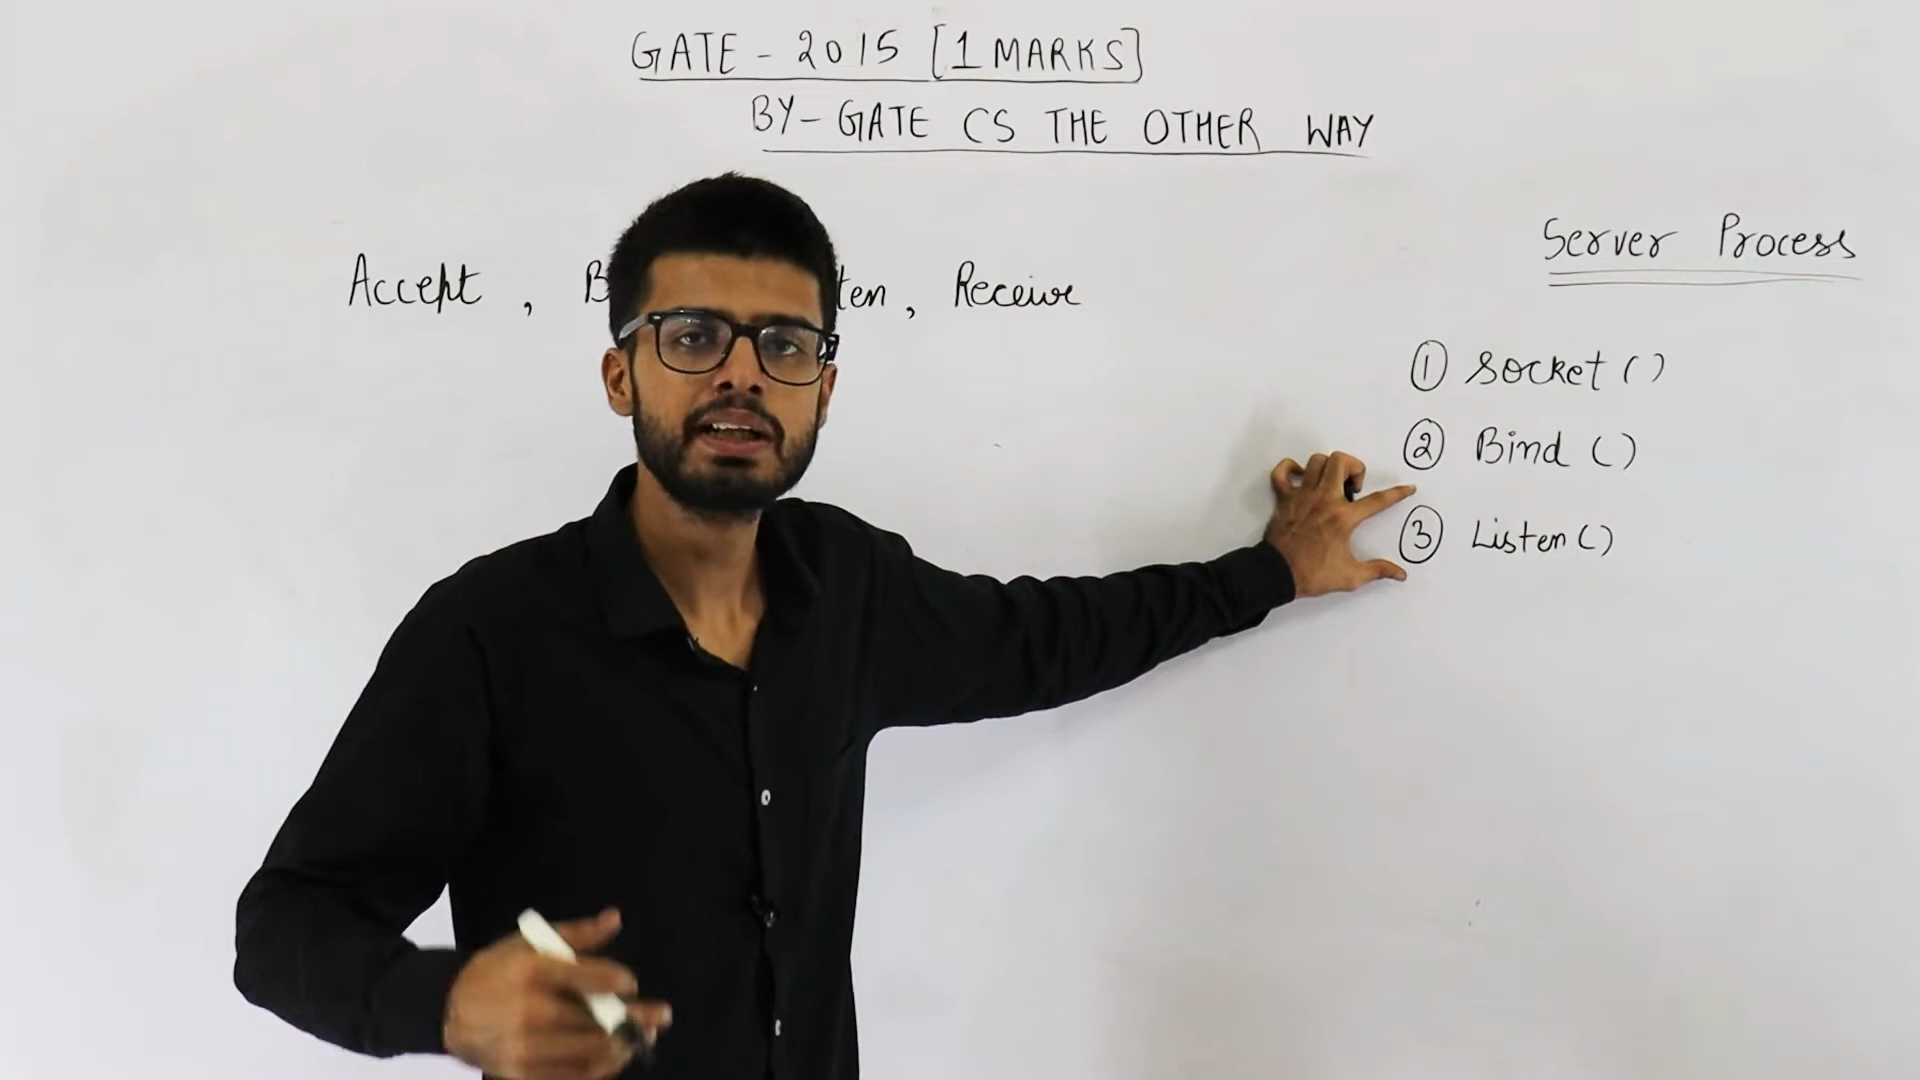 GATE - 2015 [1 MARKS]
BY - GATE CS THE OTHER WAY
Server Process
Accept , , Receive
① Socket ( )
② Bind ( )
③ Listen ( )